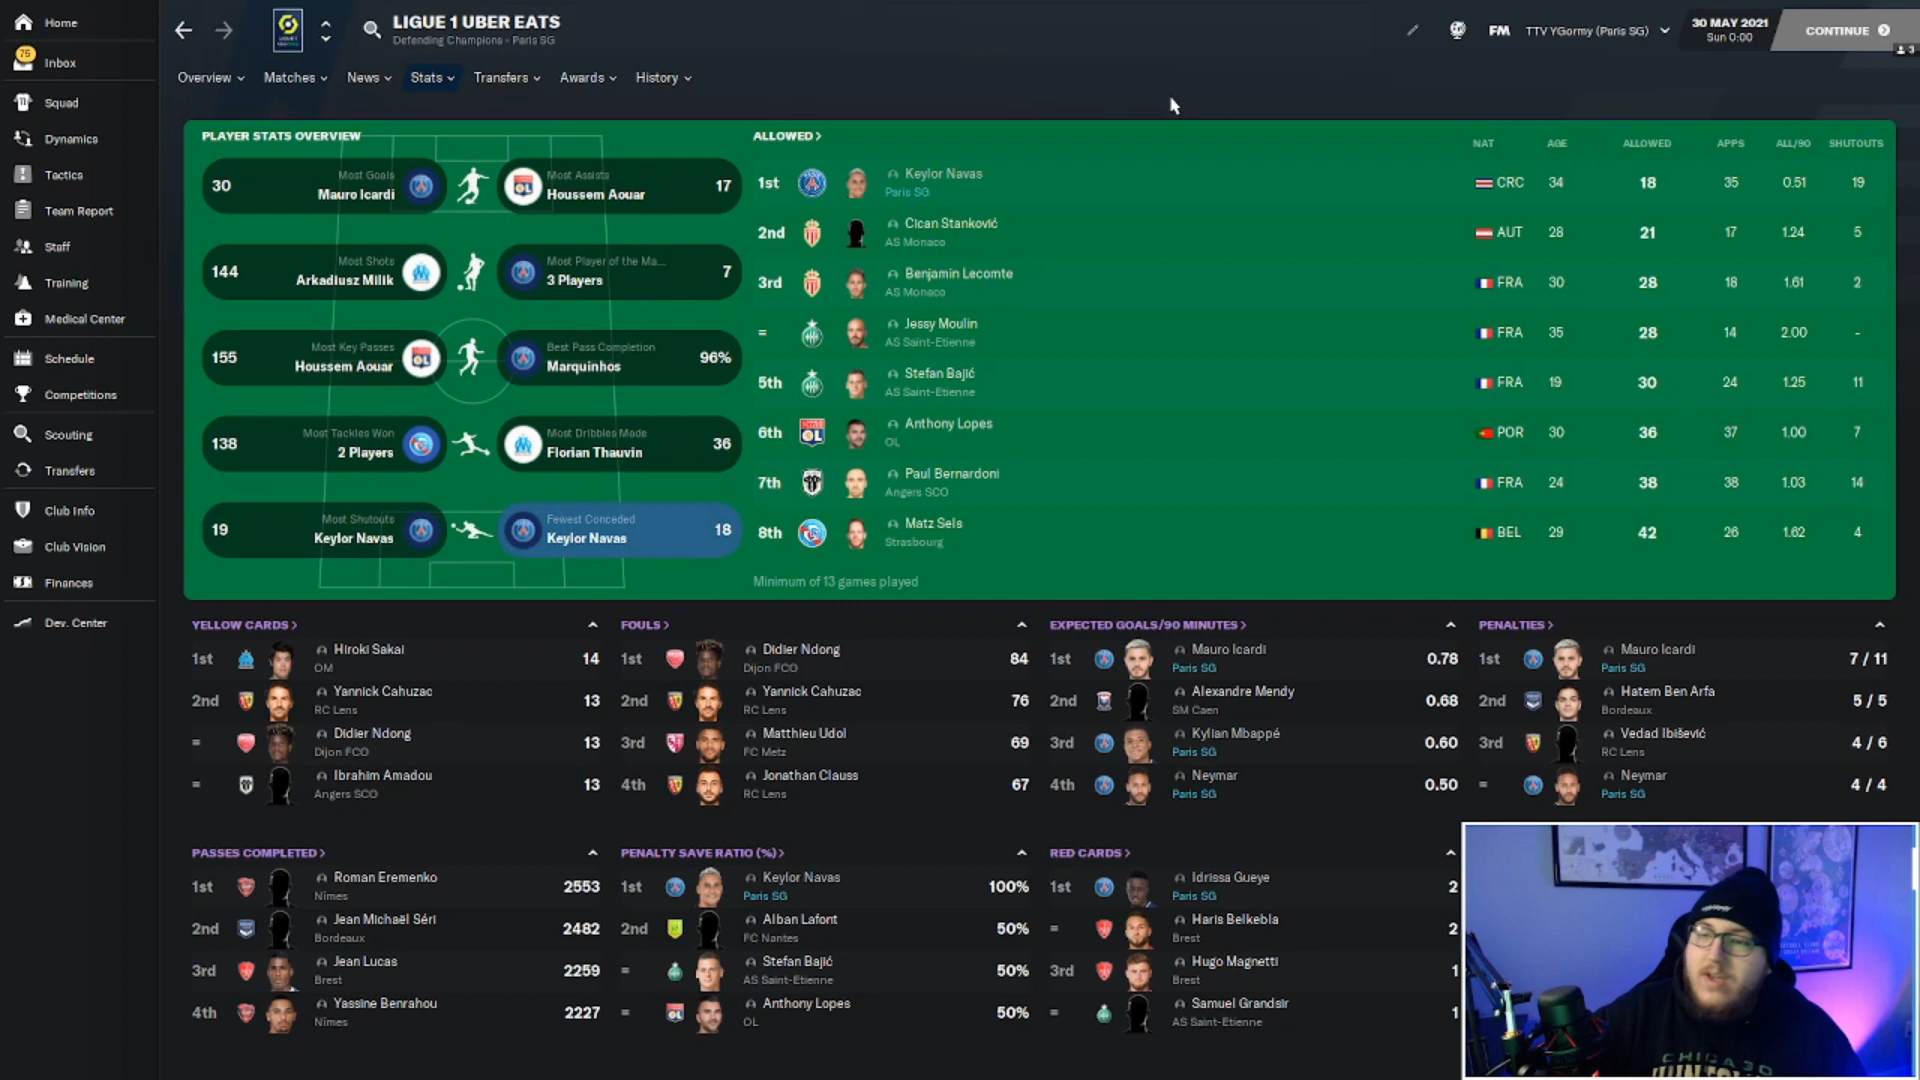 Home
75
Inbox
Squad
Dynamics
Tactics
Team Report
Staff
Training
Medical Center
Schedule
Competitions
Scouting
Transfers
Club Info
Club Vision
Finances
Dev. Center
LIGUE 1 UBER EATS
Defending Champions - Paris SG
FM TTV YGormy (Paris SG)
30 MAY 2021
Sun 0:00
CONTINUE
3
Overview Matches News Stats Transfers Awards History
PLAYER STATS OVERVIEW
30 Most Goals Mauro Icardi
Most Assists Houssem Aouar 17
144 Most Shots Arkadiusz Milik
Most Player of the Ma... 3 Players 7
155 Most Key Passes Houssem Aouar
Best Pass Completion Marquinhos 96%
138 Most Tackles Won 2 Players
Most Dribbles Made Florian Thauvin 36
19 Most Shutouts Keylor Navas
Fewest Conceded Keylor Navas 18
ALLOWED > NAT AGE ALLOWED APPS ALL/90 SHUTOUTS
1st Keylor Navas Paris SG CRC 34 18 35 0.51 19
2nd Cican Stanković AS Monaco AUT 28 21 17 1.24 5
3rd Benjamin Lecomte AS Monaco FRA 30 28 18 1.61 2
= Jessy Moulin AS Saint-Etienne FRA 35 28 14 2.00 -
5th Stefan Bajić AS Saint-Etienne FRA 19 30 24 1.25 11
6th Anthony Lopes OL POR 30 36 37 1.00 7
7th Paul Bernardoni Angers SCO FRA 24 38 38 1.03 14
8th Matz Sels Strasbourg BEL 29 42 26 1.62 4
Minimum of 13 games played
YELLOW CARDS >
1st Hiroki Sakai OM 14
2nd Yannick Cahuzac RC Lens 13
= Didier Ndong Dijon FCO 13
= Ibrahim Amadou Angers SCO 13
FOULS >
1st Didier Ndong Dijon FCO 84
2nd Yannick Cahuzac RC Lens 76
3rd Matthieu Udol FC Metz 69
4th Jonathan Clauss RC Lens 67
EXPECTED GOALS/90 MINUTES >
1st Mauro Icardi Paris SG 0.78
2nd Alexandre Mendy SM Caen 0.68
3rd Kylian Mbappé Paris SG 0.60
4th Neymar Paris SG 0.50
PENALTIES >
1st Mauro Icardi Paris SG 7 / 11
2nd Hatem Ben Arfa Bordeaux 5 / 5
3rd Vedad Ibišević RC Lens 4 / 6
= Neymar Paris SG 4 / 4
PASSES COMPLETED >
1st Roman Eremenko Nîmes 2553
2nd Jean Michaël Séri Bordeaux 2482
3rd Jean Lucas Brest 2259
4th Yassine Benrahou Nîmes 2227
PENALTY SAVE RATIO (%) >
1st Keylor Navas Paris SG 100%
2nd Alban Lafont FC Nantes 50%
= Stefan Bajić AS Saint-Etienne 50%
= Anthony Lopes OL 50%
RED CARDS >
1st Idrissa Gueye Paris SG 2
= Haris Belkebla Brest 2
3rd Hugo Magnetti Brest 1
= Samuel Grandsir AS Saint-Etienne 1